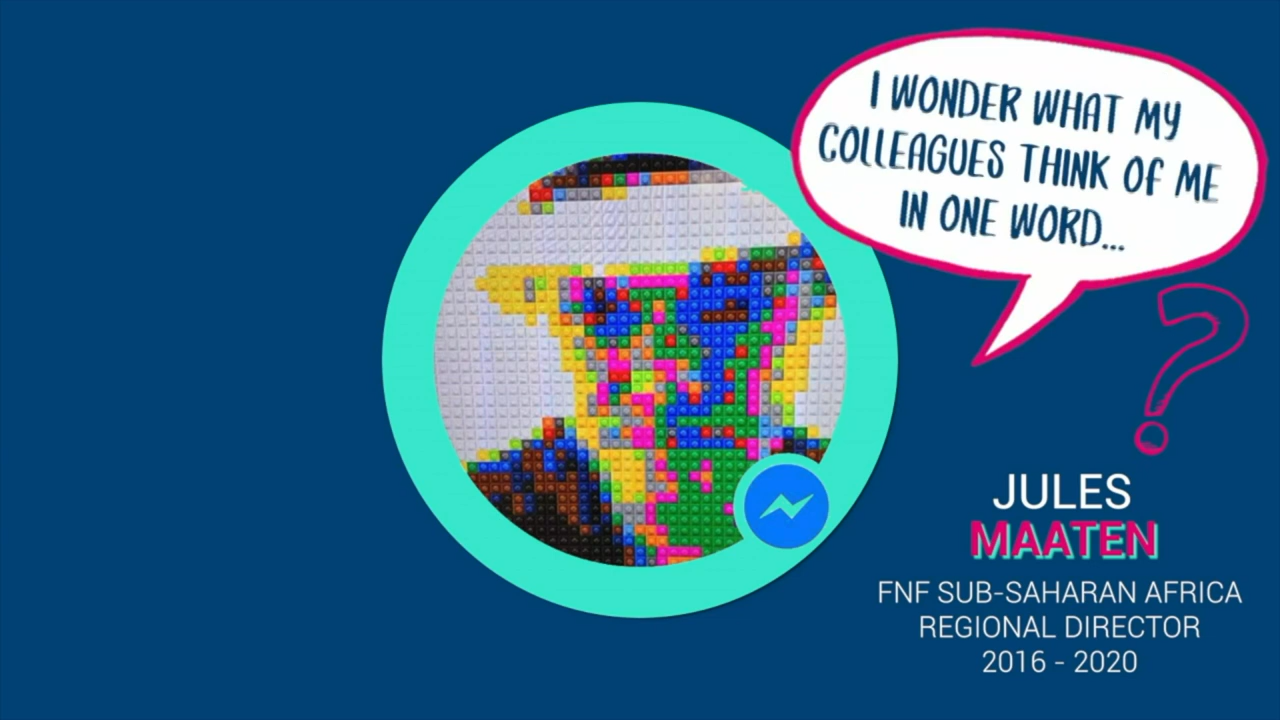 I WONDER WHAT MY
COLLEAGUES THINK OF ME
IN ONE WORD...
?
JULES
MAATEN
FNF SUB-SAHARAN AFRICA
REGIONAL DIRECTOR
2016 - 2020